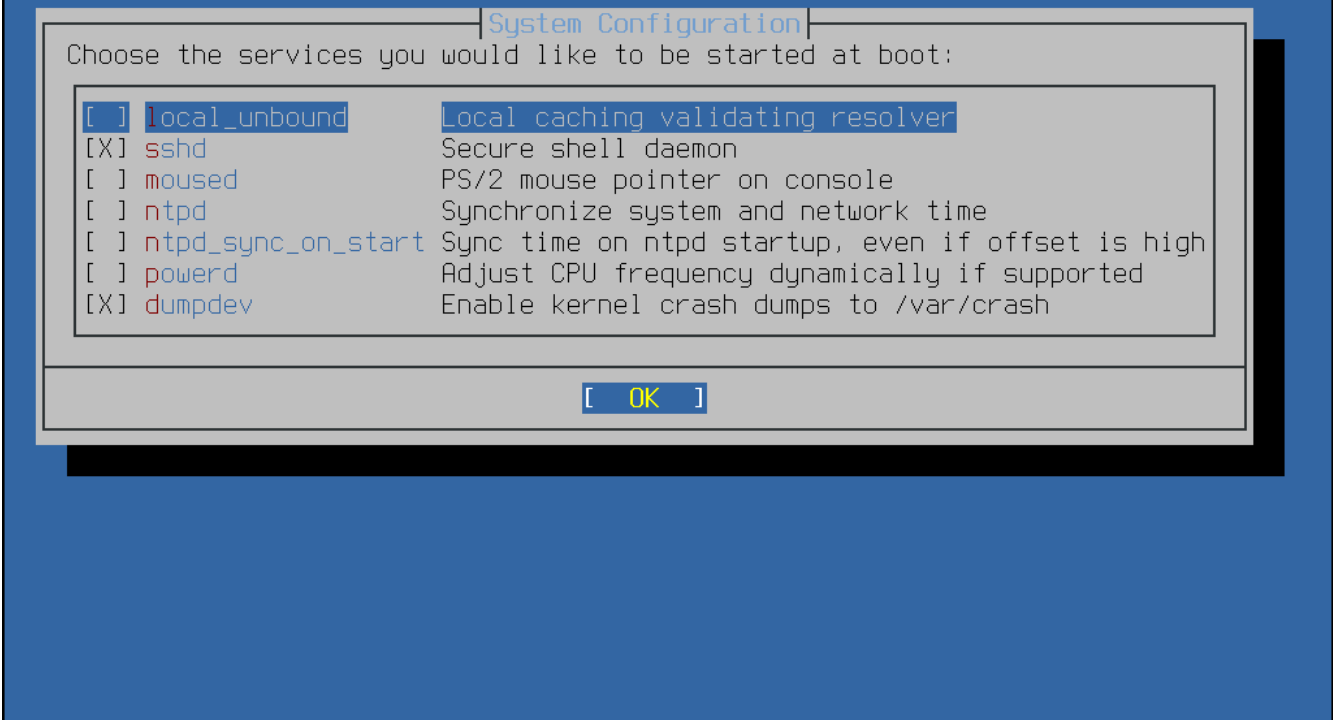 System Configuration
Choose the services you would like to be started at boot:
[ ] local_unbound Local caching validating resolver
[X] sshd Secure shell daemon
[ ] moused PS/2 mouse pointer on console
[ ] ntpd Synchronize system and network time
[ ] ntpd_sync_on_start Sync time on ntpd startup, even if offset is high
[ ] powerd Adjust CPU frequency dynamically if supported
[X] dumpdev Enable kernel crash dumps to /var/crash
[ OK ]